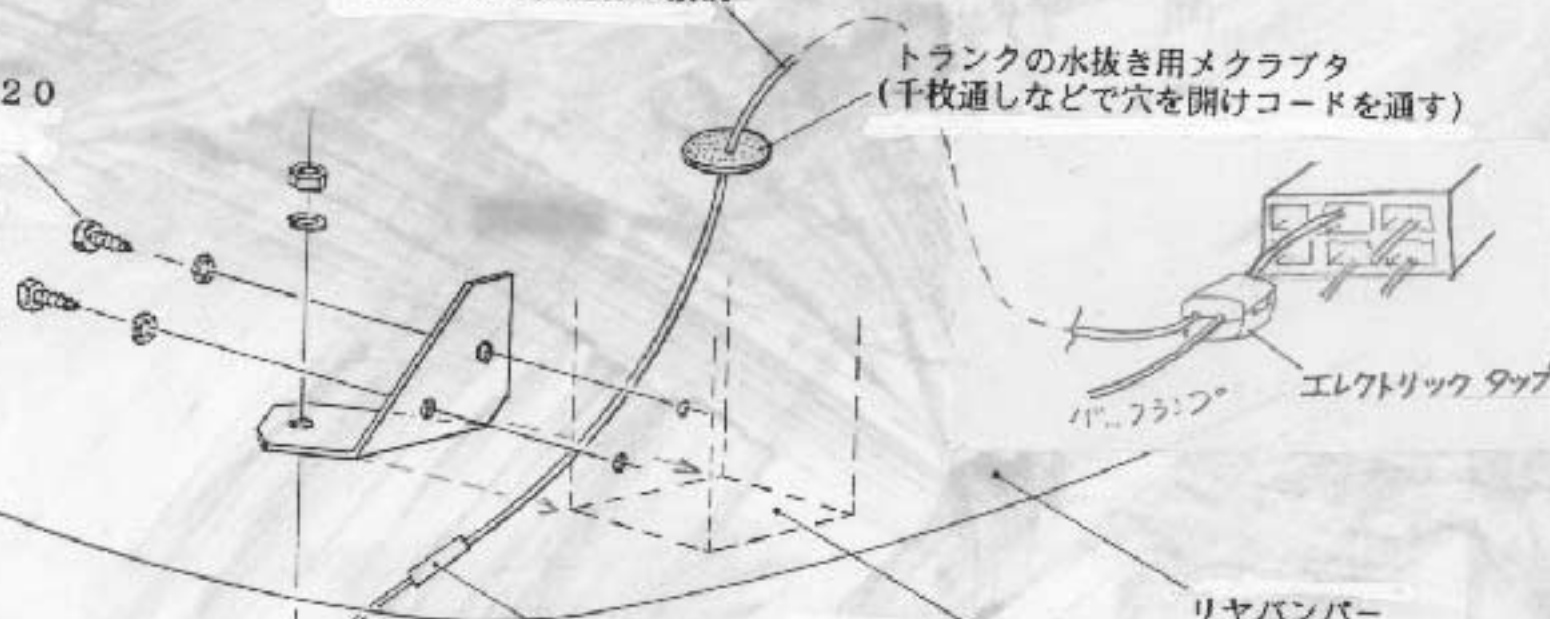 トランクの水抜き用メクラブタ
(千枚通しなどで穴を開けコードを通す)
20
エレクトリックタップ
バックランプ
リヤバンパー